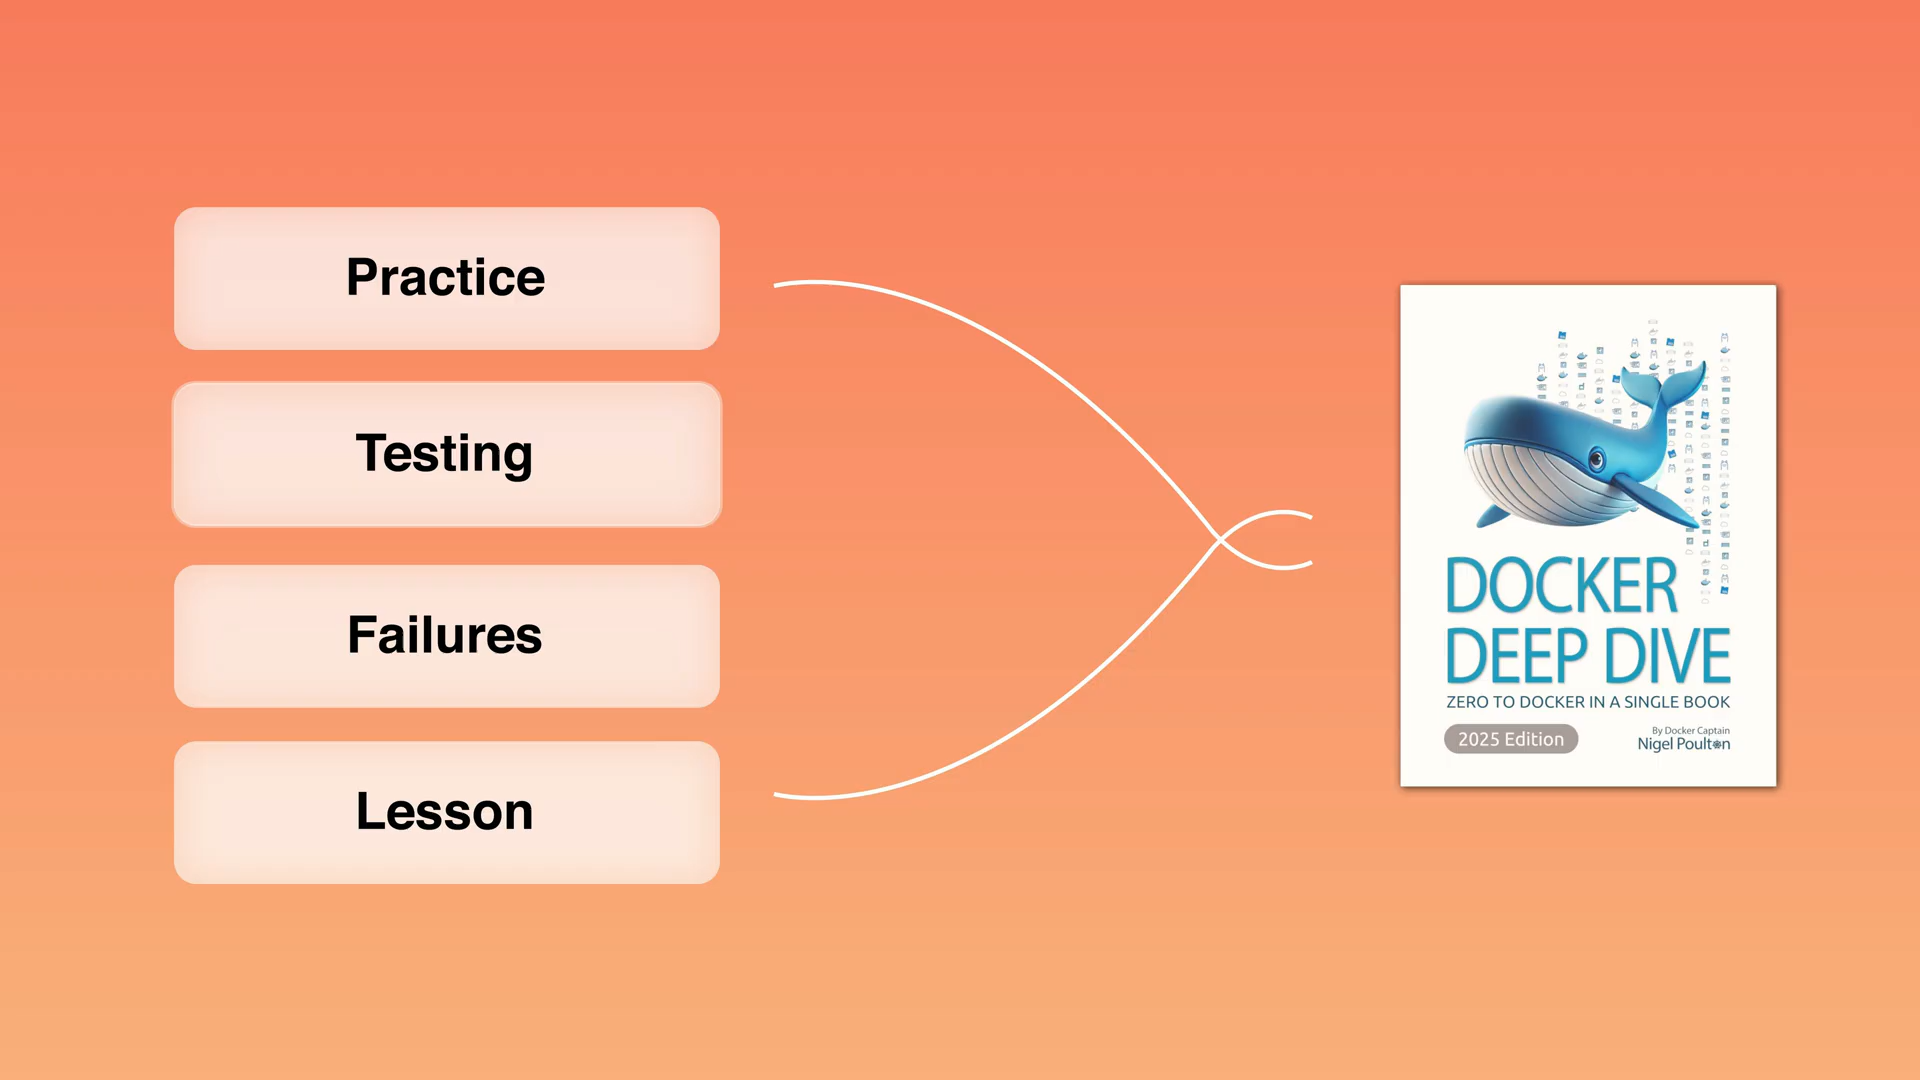 Practice
Testing
Failures
Lesson
DOCKER
DEEP DIVE
ZERO TO DOCKER IN A SINGLE BOOK
2025 Edition
By Docker Captain
Nigel Poulton